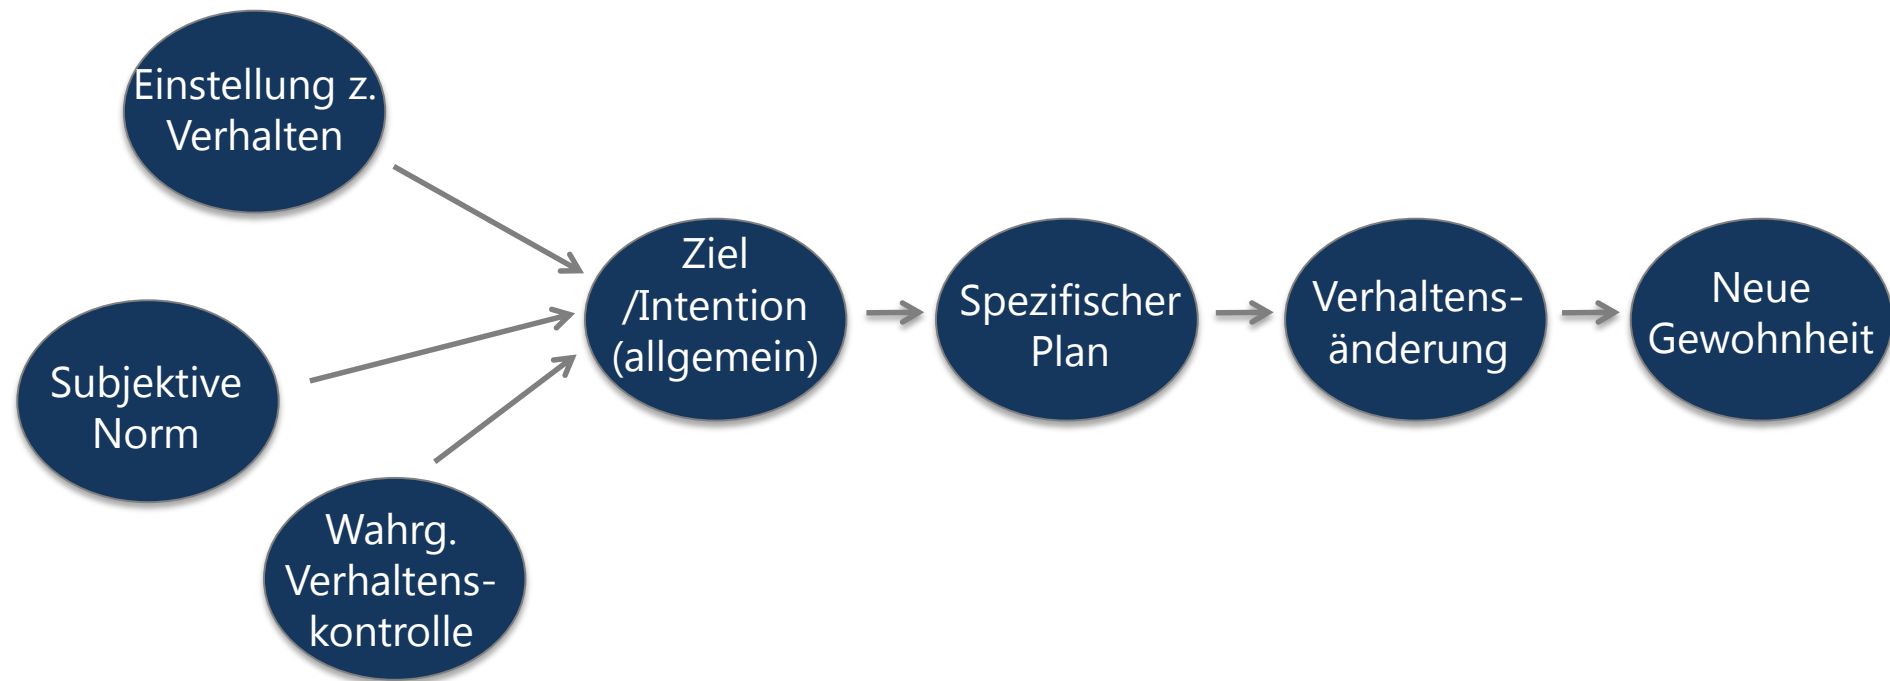 Einstellung z.
Verhalten
Subjektive
Norm
Wahrg.
Verhaltens-
kontrolle
Ziel
/Intention
(allgemein)
Spezifischer
Plan
Verhaltens-
änderung
Neue
Gewohnheit